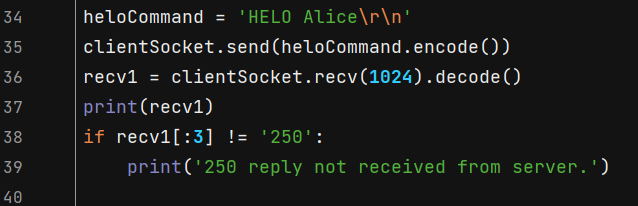 34 heloCommand = 'HELO Alice\r\n'
35 clientSocket.send(heloCommand.encode())
36 recv1 = clientSocket.recv(1024).decode()
37 print(recv1)
38 if recv1[:3] != '250':
39     print('250 reply not received from server.')
40